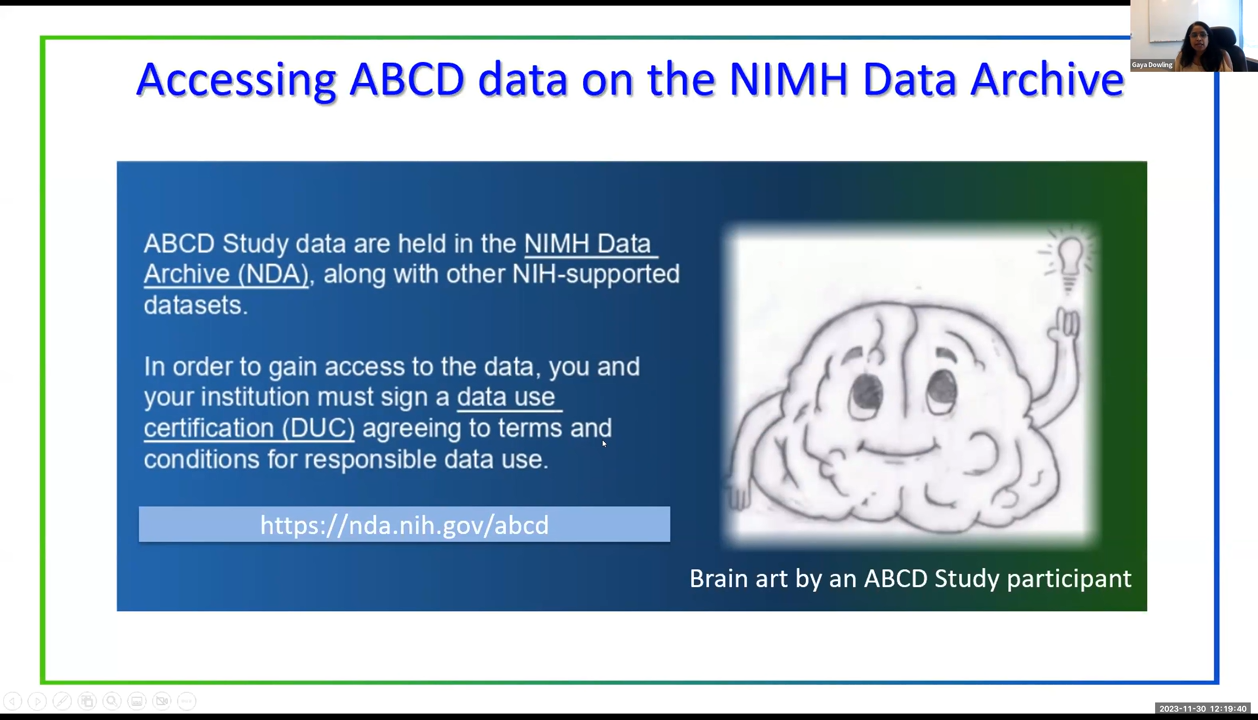 Gaya Dowling
Accessing ABCD data on the NIMH Data Archive
ABCD Study data are held in the NIMH Data
Archive (NDA), along with other NIH-supported
datasets.
In order to gain access to the data, you and
your institution must sign a data use
certification (DUC) agreeing to terms and
conditions for responsible data use.
https://nda.nih.gov/abcd
Brain art by an ABCD Study participant
2023-11-30 12:19:40